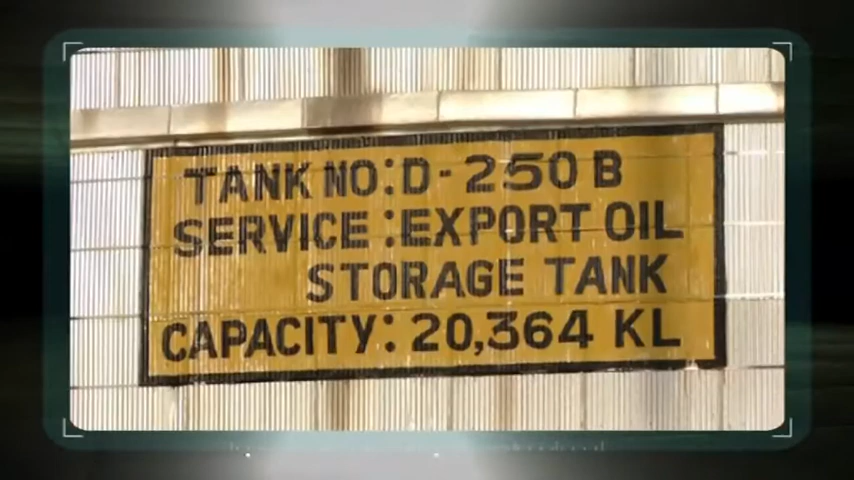 TANK NO:D-250 B
SERVICE :EXPORT OIL
STORAGE TANK
CAPACITY: 20,364 KL